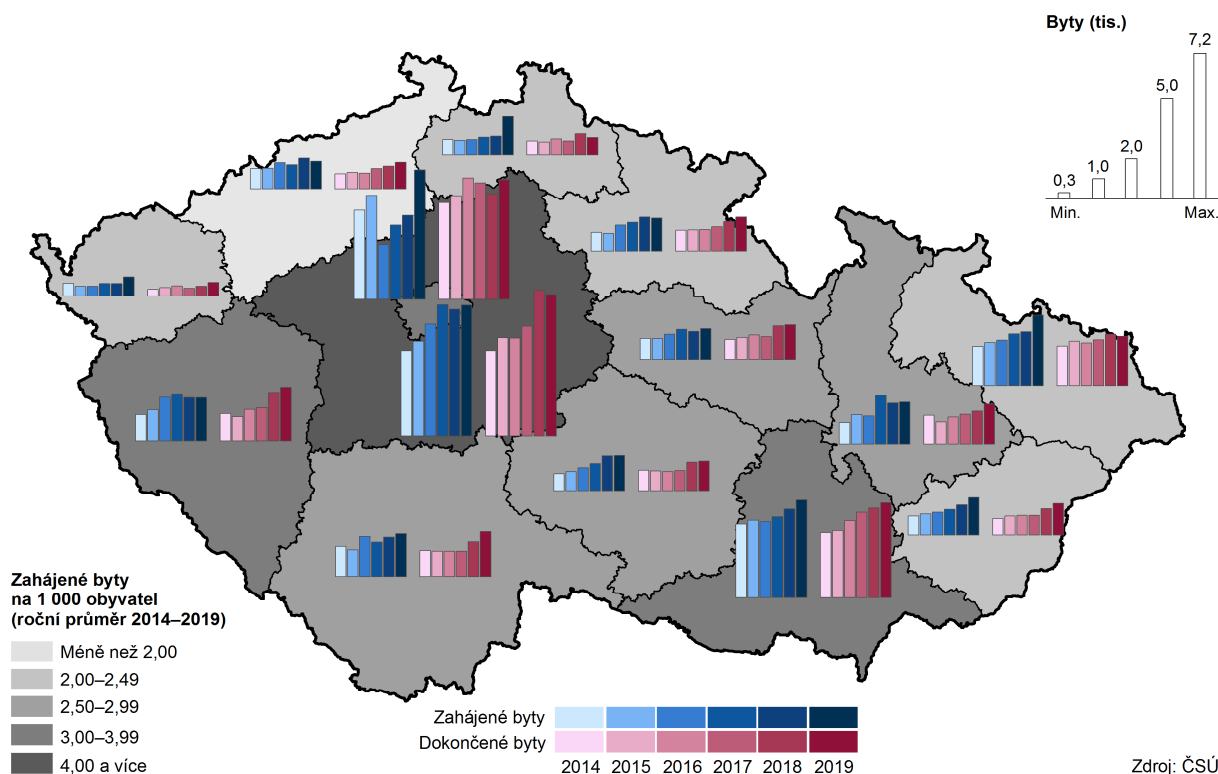 Byty (tis.)
7,2
5,0
2,0
1,0
0,3
Min.
Max.
Zahájené byty
na 1 000 obyvatel
(roční průměr 2014–2019)
Méně než 2,00
2,00–2,49
2,50–2,99
3,00–3,99
4,00 a více
Zahájené byty
Dokončené byty
2014 2015 2016 2017 2018 2019
Zdroj: ČSÚ